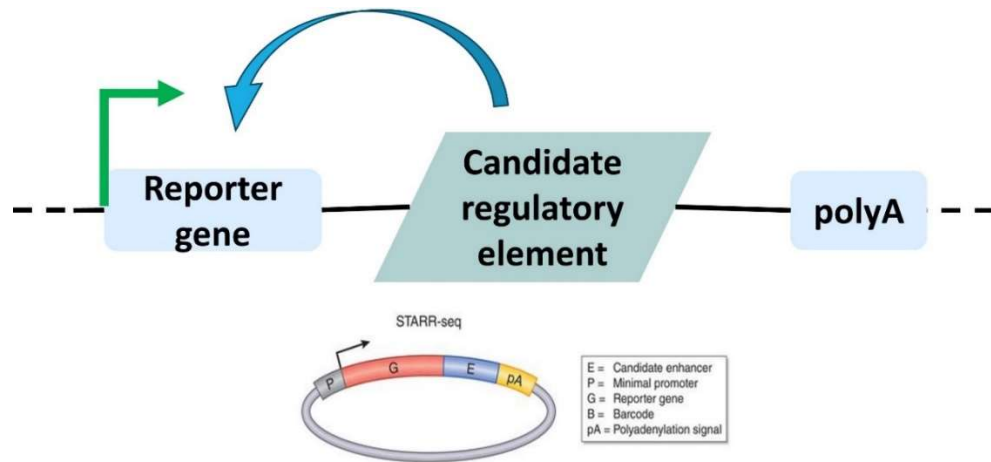 Reporter
gene
Candidate
regulatory
element
polyA
STARR-seq
P
G
E
pA
E = Candidate enhancer
P = Minimal promoter
G = Reporter gene
B = Barcode
pA = Polyadenylation signal